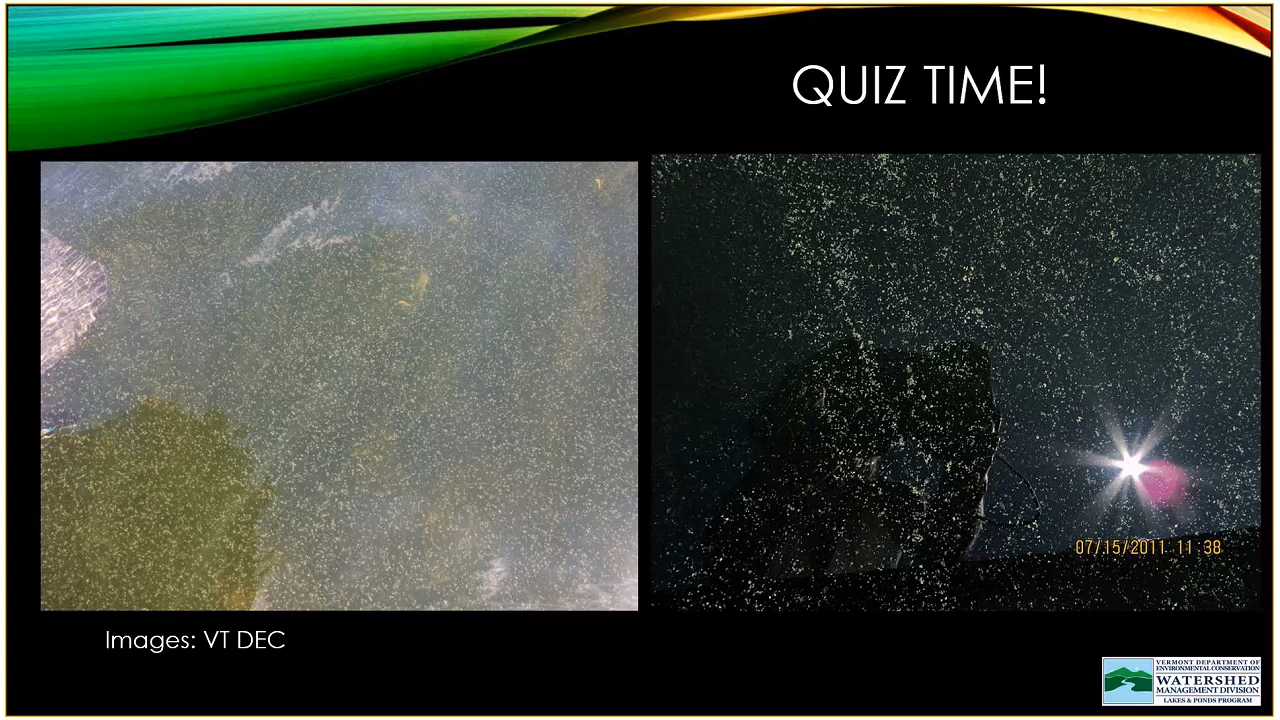 QUIZ TIME!
07/15/2011 11:38
Images: VT DEC
VERMONT DEPARTMENT OF
ENVIRONMENTAL CONSERVATION
WATERSHED
MANAGEMENT DIVISION
LAKES & PONDS PROGRAM